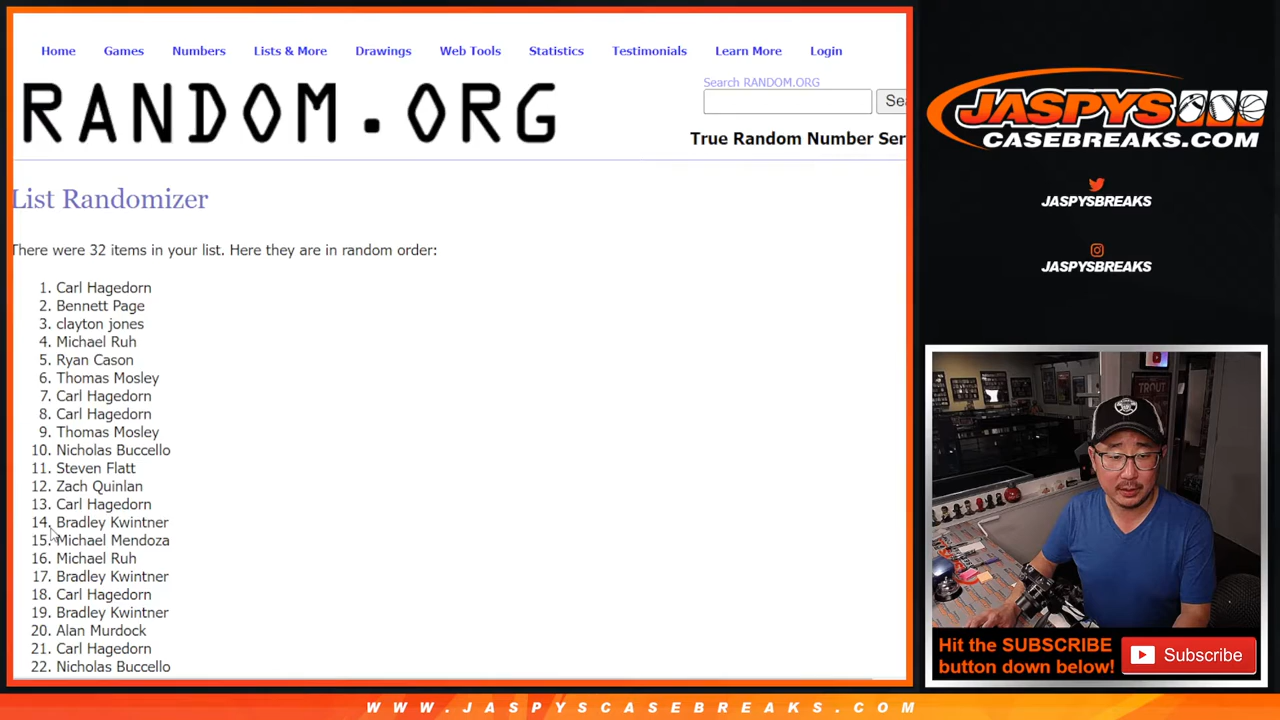 Home Games Numbers Lists & More Drawings Web Tools Statistics Testimonials Learn More Login
RANDOM.ORG
Search RANDOM.ORG
Sea
True Random Number Ser
List Randomizer
There were 32 items in your list. Here they are in random order:
1. Carl Hagedorn
2. Bennett Page
3. clayton jones
4. Michael Ruh
5. Ryan Cason
6. Thomas Mosley
7. Carl Hagedorn
8. Carl Hagedorn
9. Thomas Mosley
10. Nicholas Buccello
11. Steven Flatt
12. Zach Quinlan
13. Carl Hagedorn
14. Bradley Kwintner
15. Michael Mendoza
16. Michael Ruh
17. Bradley Kwintner
18. Carl Hagedorn
19. Bradley Kwintner
20. Alan Murdock
21. Carl Hagedorn
22. Nicholas Buccello
JASPYS
CASEBREAKS.COM
JASPYSBREAKS
JASPYSBREAKS
TROUT
Hit the SUBSCRIBE
button down below!
Subscribe
WWW.JASPYSCASEBREAKS.COM